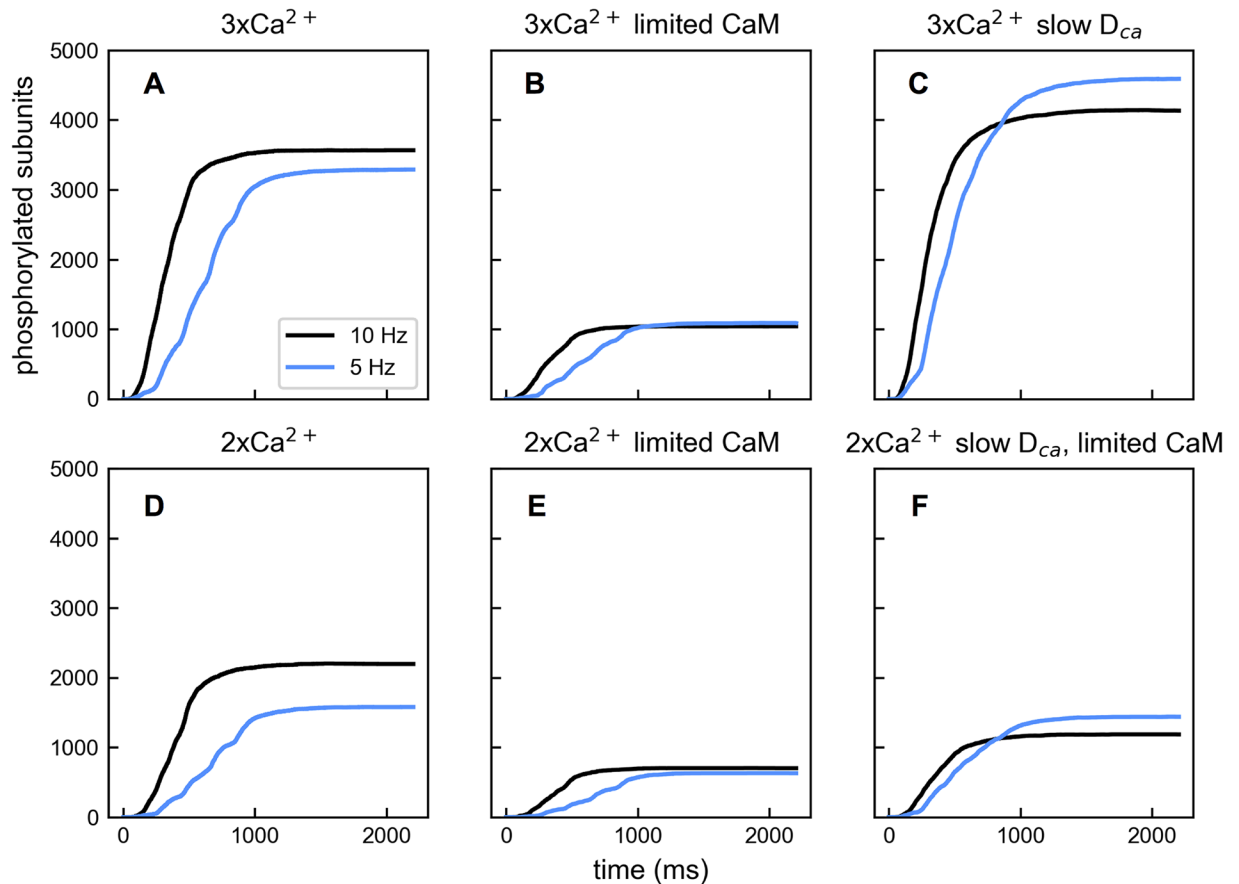 3xCa²⁺
3xCa²⁺ limited CaM
3xCa²⁺ slow D_ca
A
B
C
5000
4000
3000
2000
1000
0
10 Hz
5 Hz
phosphorylated subunits
2xCa²⁺
2xCa²⁺ limited CaM
2xCa²⁺ slow D_ca, limited CaM
D
E
F
5000
4000
3000
2000
1000
0
0 1000 2000
0 1000 2000
0 1000 2000
time (ms)